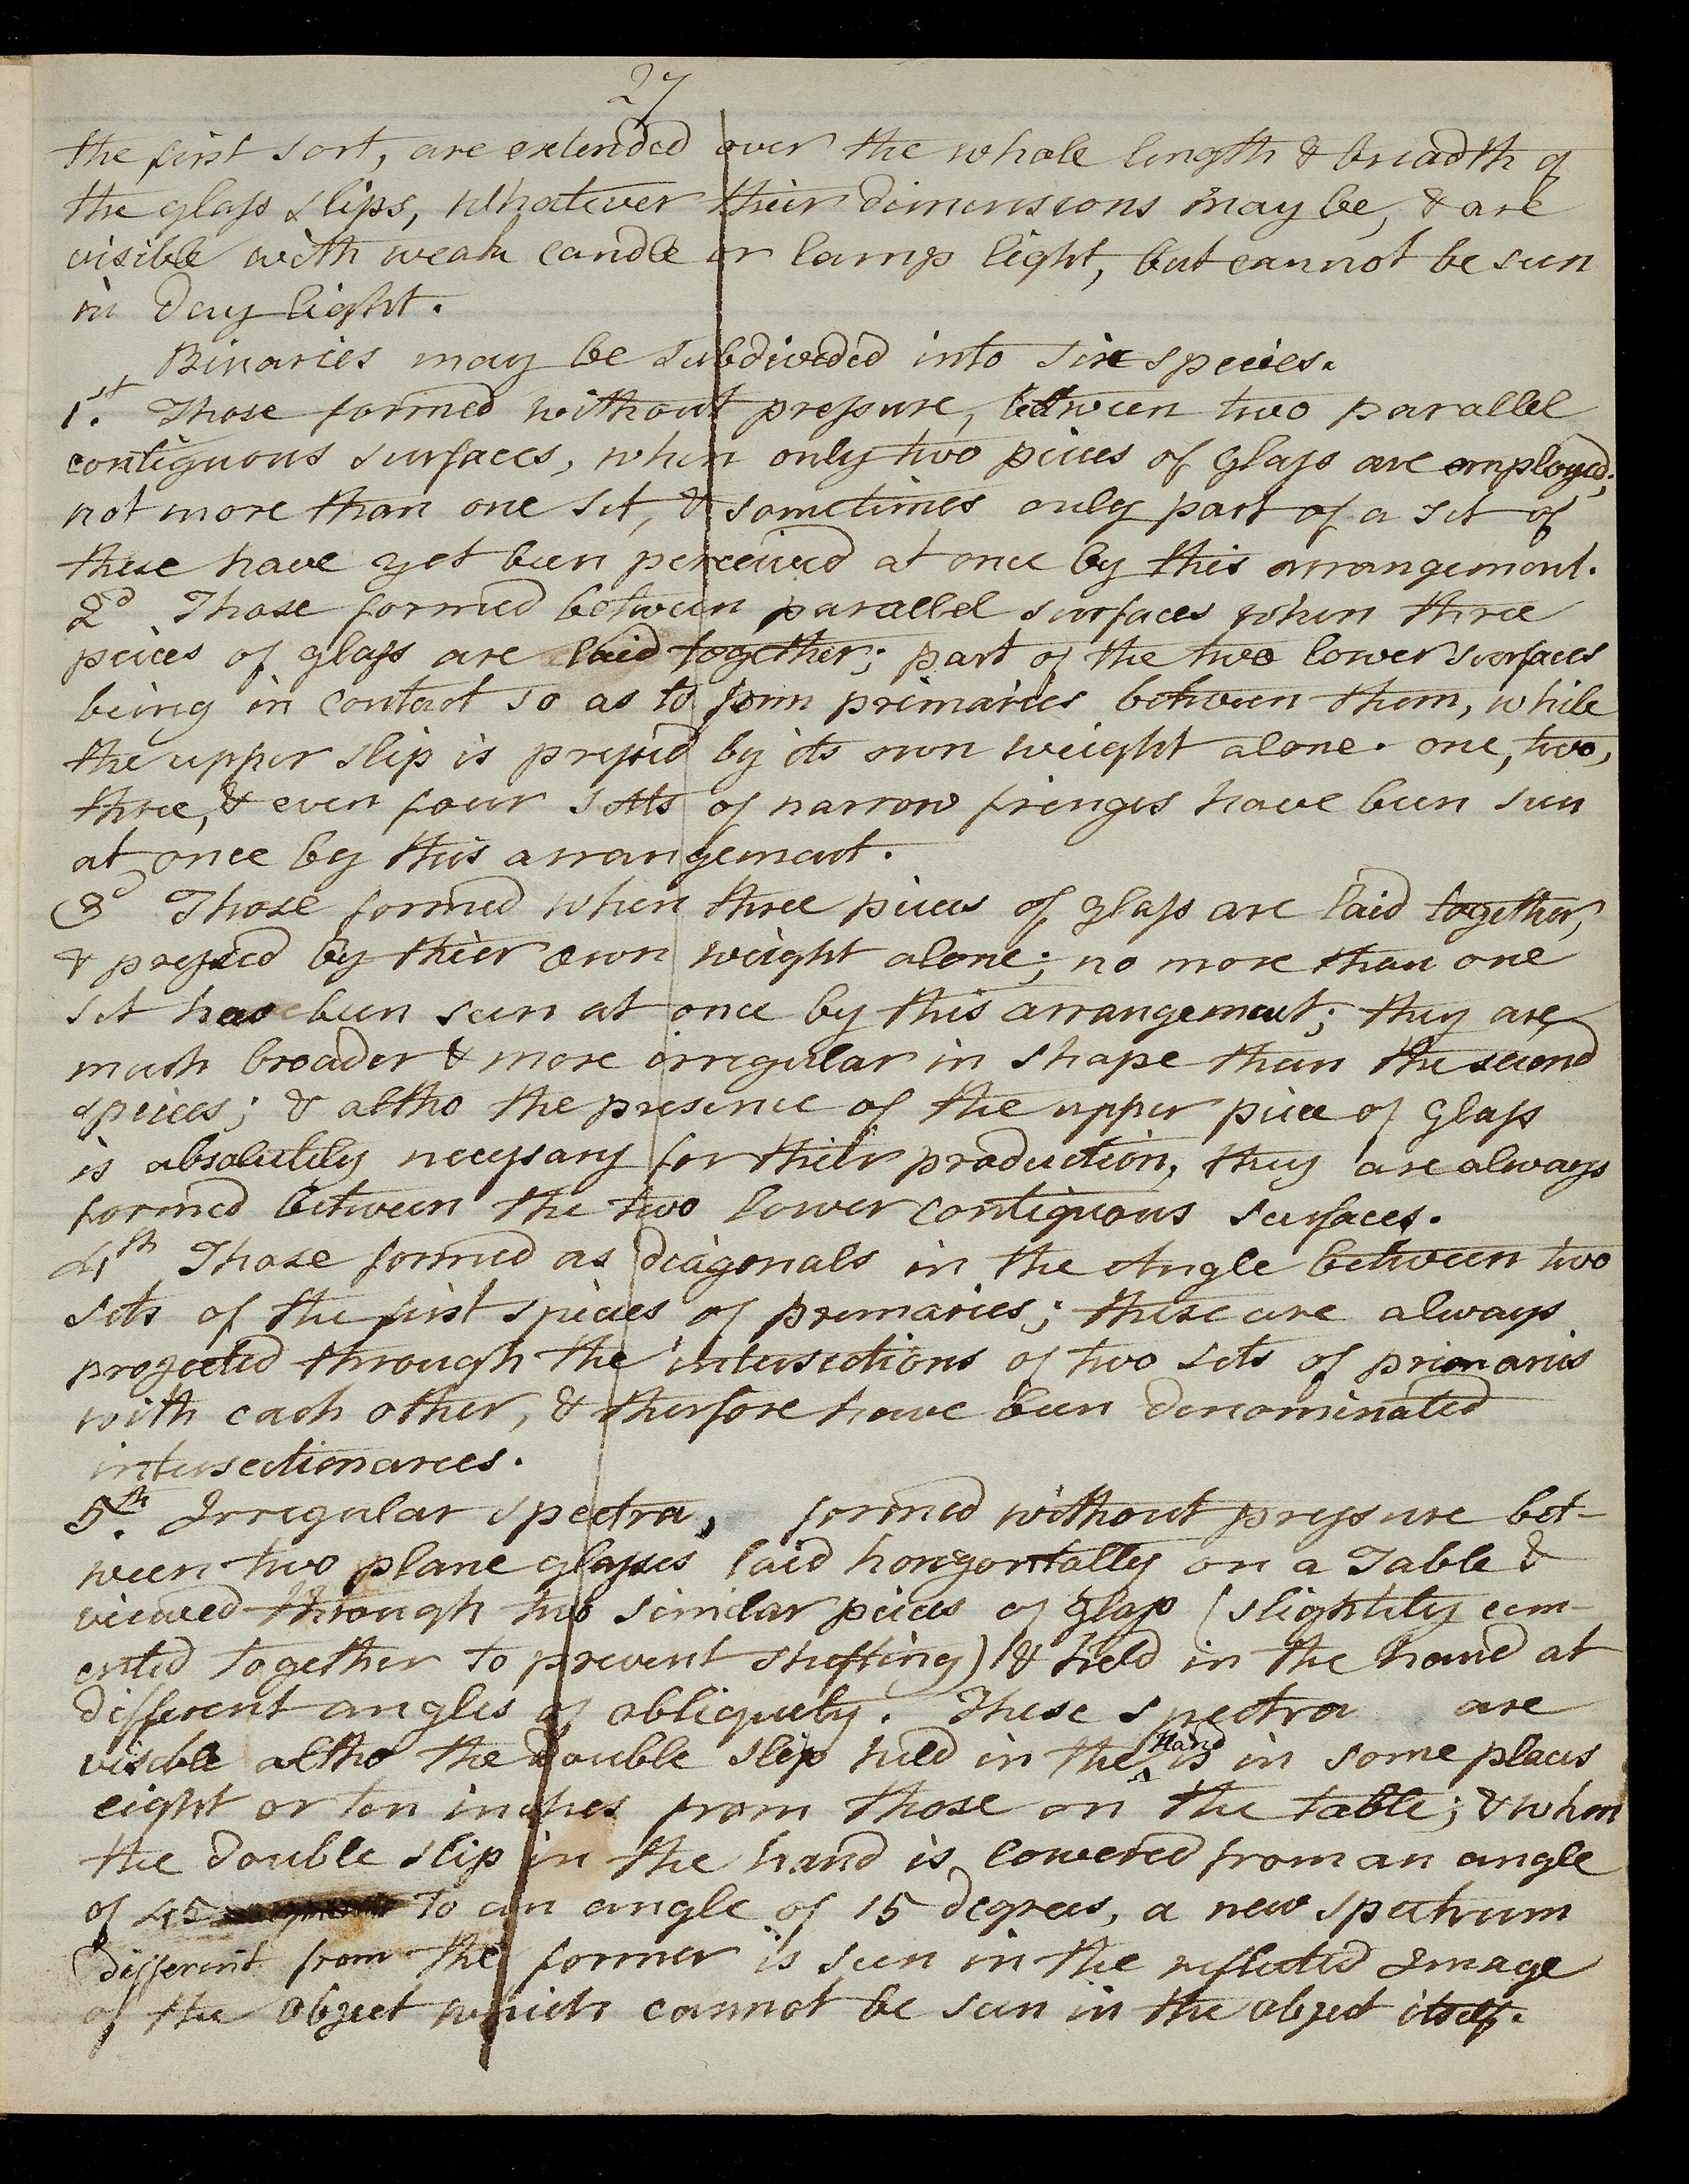 27
the first sort, are extended over the whole length & breadth of
the glass slips, whatever their dimensions may be, & are
visible with weak candle or lamp light, but cannot be seen
in day light.
Binaries may be subdivided into six species.
1.st Those formed without pressure, between two parallel
contiguous surfaces, when only two pieces of glass are employed;
not more than one set, & sometimes only part of a set of
these have yet been perceived at once by this arrangement.
2d Those formed between parallel surfaces when three
peices of glass are laid together; part of the two lower surfaces
being in contact so as to form primaries between them, while
the upper slip is pressed by its own weight alone. one, two,
three, & even four setts of narrow fringes have been seen
at once by this arrangement.
3d Those formed when three pieces of glass are laid together,
& pressed by thier own weight alone; no more than one
set has been seen at once by this arrangement; they are
much broader & more irregular in shape than the second
species; & altho the presence of the upper piece of Glass
is absolutely necessary for their production, they are always
formed between the two lower contiguous surfaces.
4th Those formed as diagonals in the Angle between two
sets of the first species of primaries; these are always
projected through the intersections of two sets of primaries
with each other, & therfore have been denominated
intersectionaries.
5.th Irregular spectra, formed without pressure bet-
ween two plane glasses laid horizontally on a Table &
viewed through two similar pieces of glass (slightly cem-
ented together to prevent shifting) & held in the hand at
different angles of obliquity. These spectra are
visible altho the double slip held in the Hand is in some places
eight or ten inches from those on the table; & when
the double slip in the hand is lowered from an angle
of 45 to an angle of 15 degrees, a new spectrum
different from the former is seen in the reflected Image
of the object which cannot be seen in the object itself.